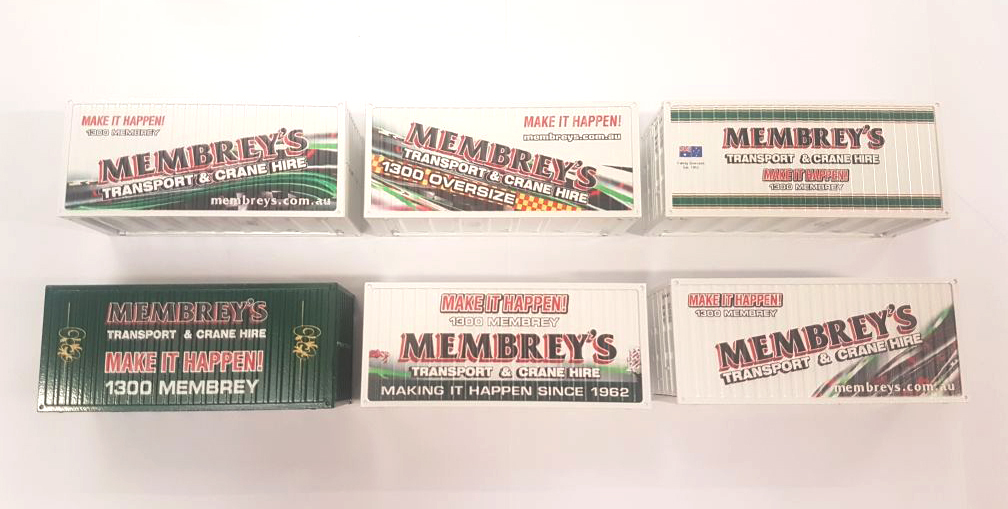 MAKE IT HAPPEN!
1300 MEMBREY
MEMBREY'S
TRANSPORT & CRANE HIRE
membreys.com.au
MAKE IT HAPPEN!
membreys.com.au
MEMBREY'S
TRANSPORT & CRANE HIRE
1300 OVERSIZE
MEMBREY'S
TRANSPORT & CRANE HIRE
MAKE IT HAPPEN!
1300 MEMBREY
MEMBREY'S
TRANSPORT & CRANE HIRE
MAKE IT HAPPEN!
1300 MEMBREY
MAKE IT HAPPEN!
1300 MEMBREY
MEMBREY'S
TRANSPORT & CRANE HIRE
MAKING IT HAPPEN SINCE 1962
MAKE IT HAPPEN!
1300 MEMBREY
MEMBREY'S
TRANSPORT & CRANE HIRE
membreys.com.au